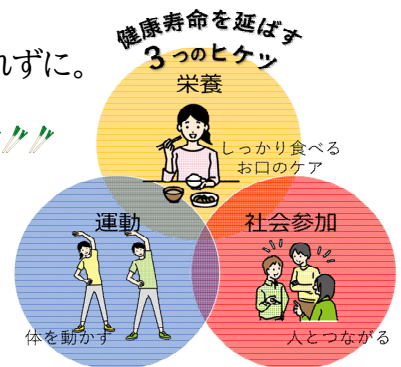 健康寿命を延ばす
3つのヒケツ
れずに。
栄養
しっかり食べる
お口のケア
運動
社会参加
体を動かす
人とつながる